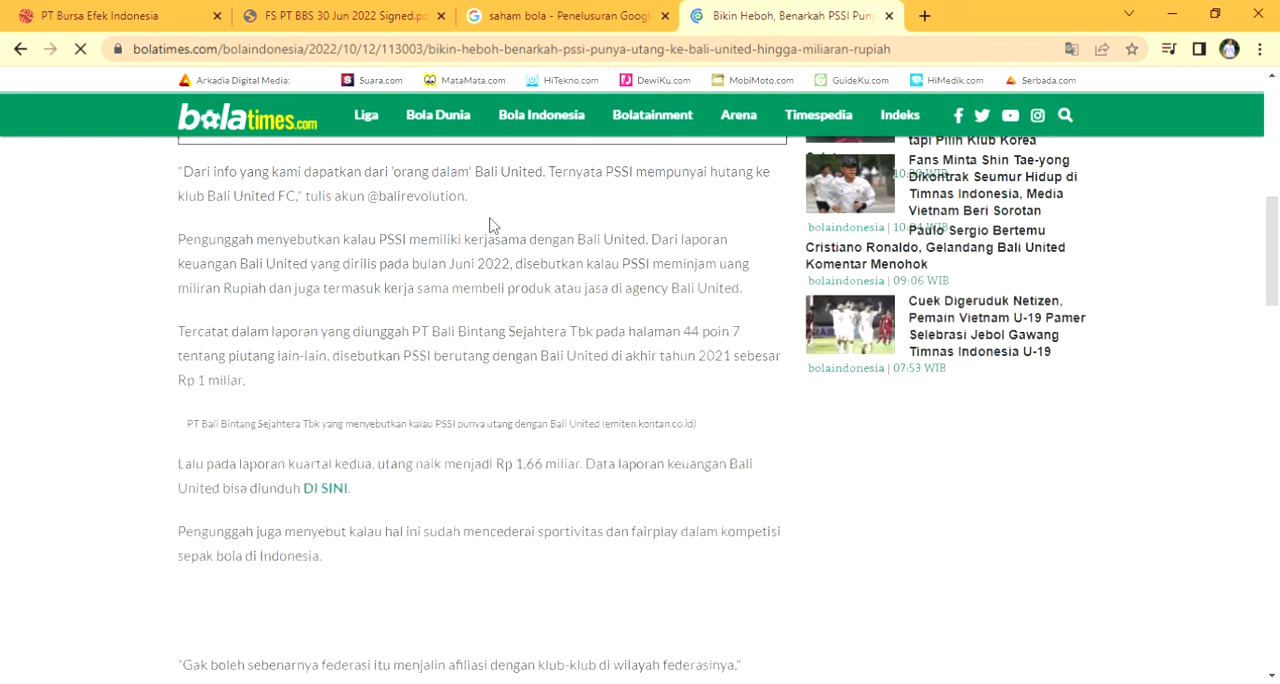 PT Bursa Efek Indonesia
FS PT BBS 30 Jun 2022 Signed.pd
saham bola - Penelusuran Googl
Bikin Heboh, Benarkah PSSI Puny
bolatimes.com/bolaindonesia/2022/10/12/113003/bikin-heboh-benarkah-pssi-punya-utang-ke-bali-united-hingga-miliaran-rupiah
Arkadia Digital Media:
Suara.com
MataMata.com
HiTekno.com
DewiKu.com
MobiMoto.com
GuideKu.com
HiMedik.com
Serbada.com
bolatimes.com
Liga
Bola Dunia
Bola Indonesia
Bolatainment
Arena
Timespedia
Indeks
"Dari info yang kami dapatkan dari 'orang dalam' Bali United. Ternyata PSSI mempunyai hutang ke
klub Bali United FC," tulis akun @balirevolution.
Pengunggah menyebutkan kalau PSSI memiliki kerjasama dengan Bali United. Dari laporan
keuangan Bali United yang dirilis pada bulan Juni 2022, disebutkan kalau PSSI meminjam uang
miliran Rupiah dan juga termasuk kerja sama membeli produk atau jasa di agency Bali United.
Tercatat dalam laporan yang diunggah PT Bali Bintang Sejahtera Tbk pada halaman 44 poin 7
tentang piutang lain-lain, disebutkan PSSI berutang dengan Bali United di akhir tahun 2021 sebesar
Rp 1 miliar.
PT Bali Bintang Sejahtera Tbk yang menyebutkan kalau PSSI punya utang dengan Bali United (emiten.kontan.co.id)
Lalu pada laporan kuartal kedua, utang naik menjadi Rp 1,66 miliar. Data laporan keuangan Bali
United bisa diunduh DI SINI.
Pengunggah juga menyebut kalau hal ini sudah mencederai sportivitas dan fairplay dalam kompetisi
sepak bola di Indonesia.
"Gak boleh sebenarnya federasi itu menjalin afiliasi dengan klub-klub di wilayah federasinya."
tapi Pilih Klub Korea
Fans Minta Shin Tae-yong
Dikontrak Seumur Hidup di
Timnas Indonesia, Media
Vietnam Beri Sorotan
bolaindonesia | 10:04 WIB
Paulo Sergio Bertemu
Cristiano Ronaldo, Gelandang Bali United
Komentar Menohok
bolaindonesia | 09:06 WIB
Cuek Digeruduk Netizen,
Pemain Vietnam U-19 Pamer
Selebrasi Jebol Gawang
Timnas Indonesia U-19
bolaindonesia | 07:53 WIB